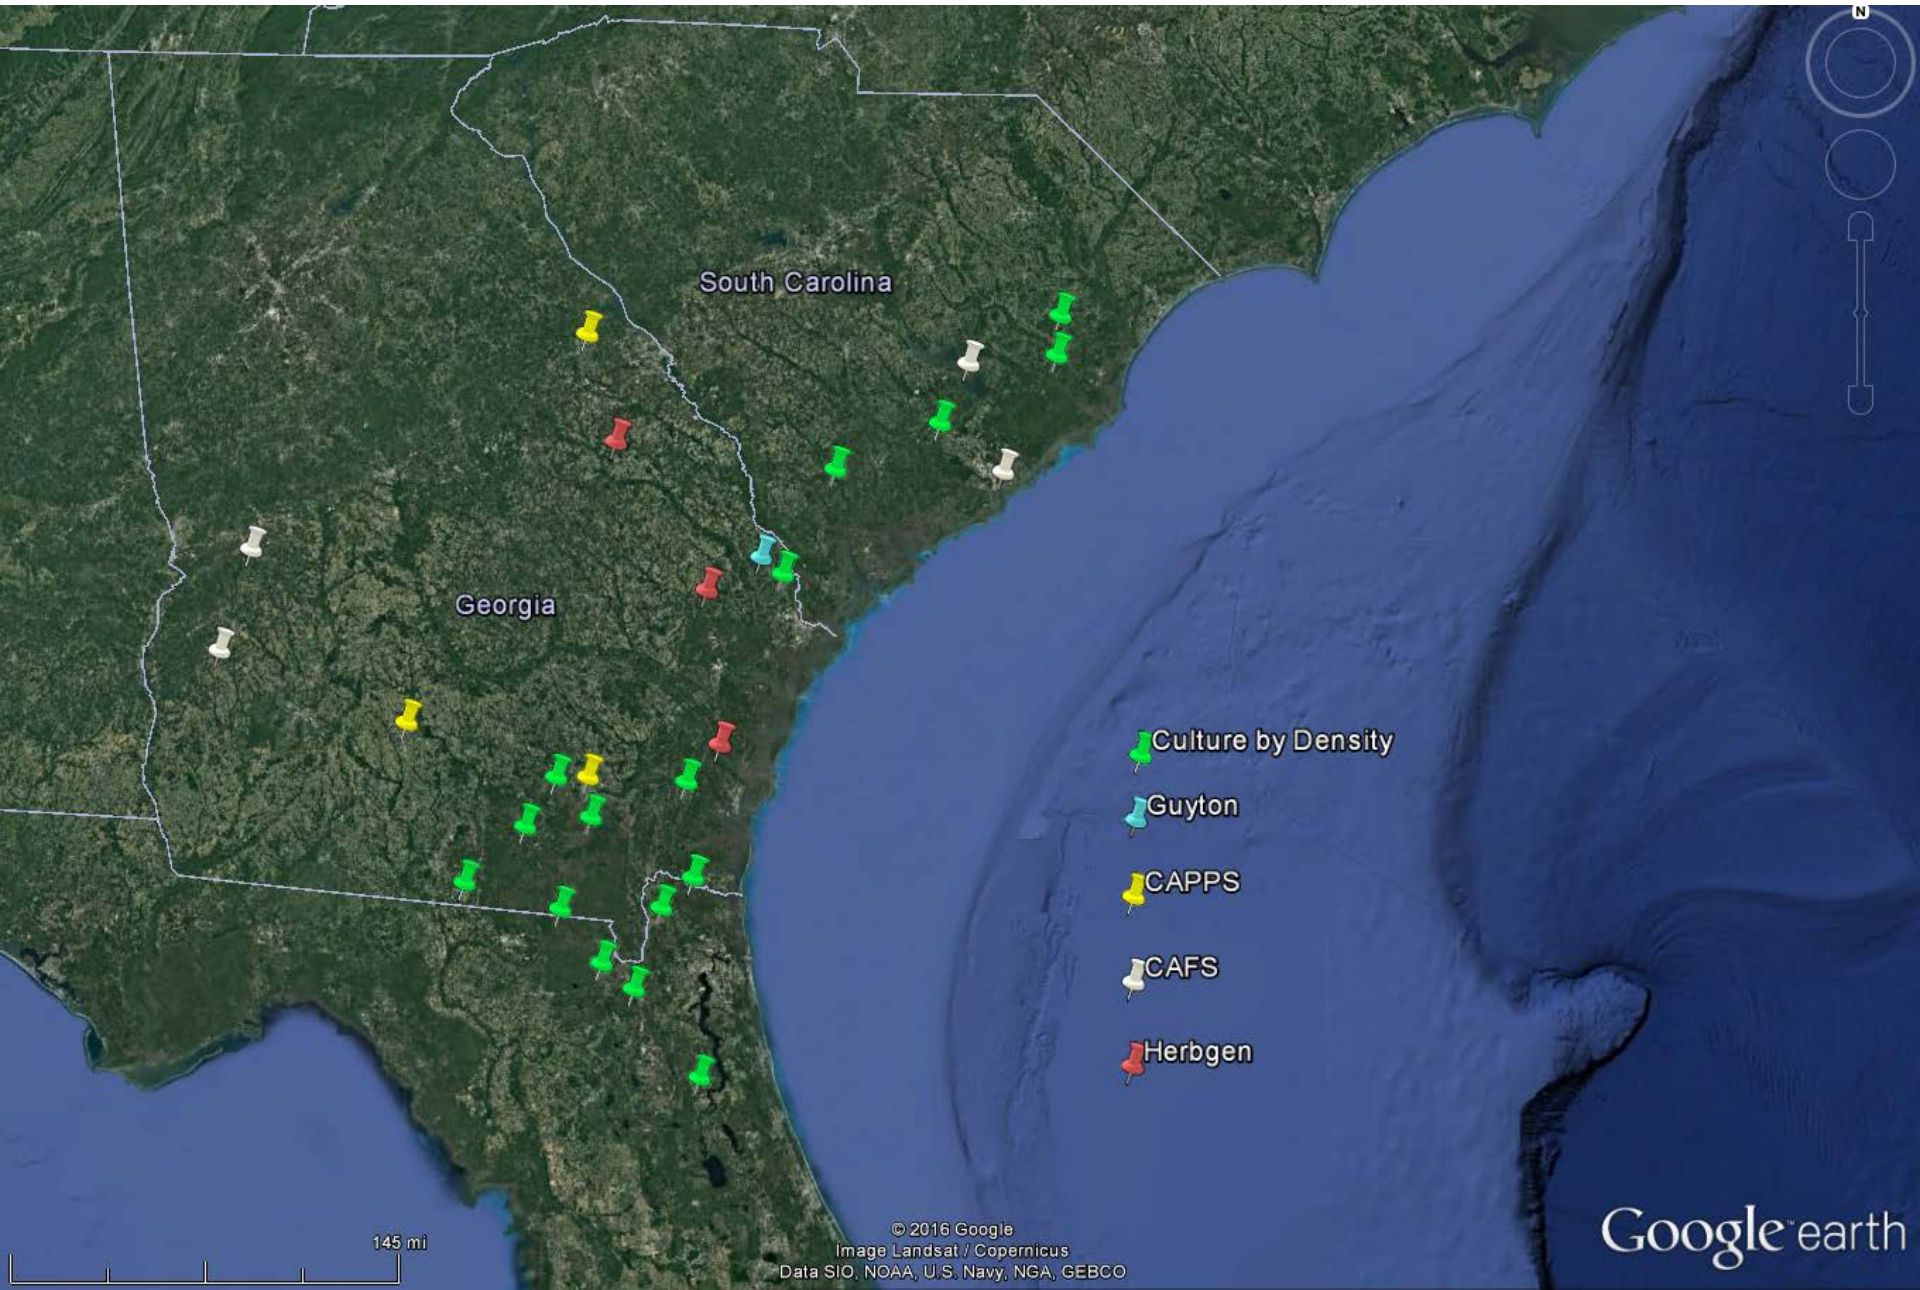 N
South Carolina
Georgia
Culture by Density
Guyton
CAPPS
CAFS
Herbgen
145 mi
© 2016 Google
Image Landsat / Copernicus
Data SIO, NOAA, U.S. Navy, NGA, GEBCO
Google earth